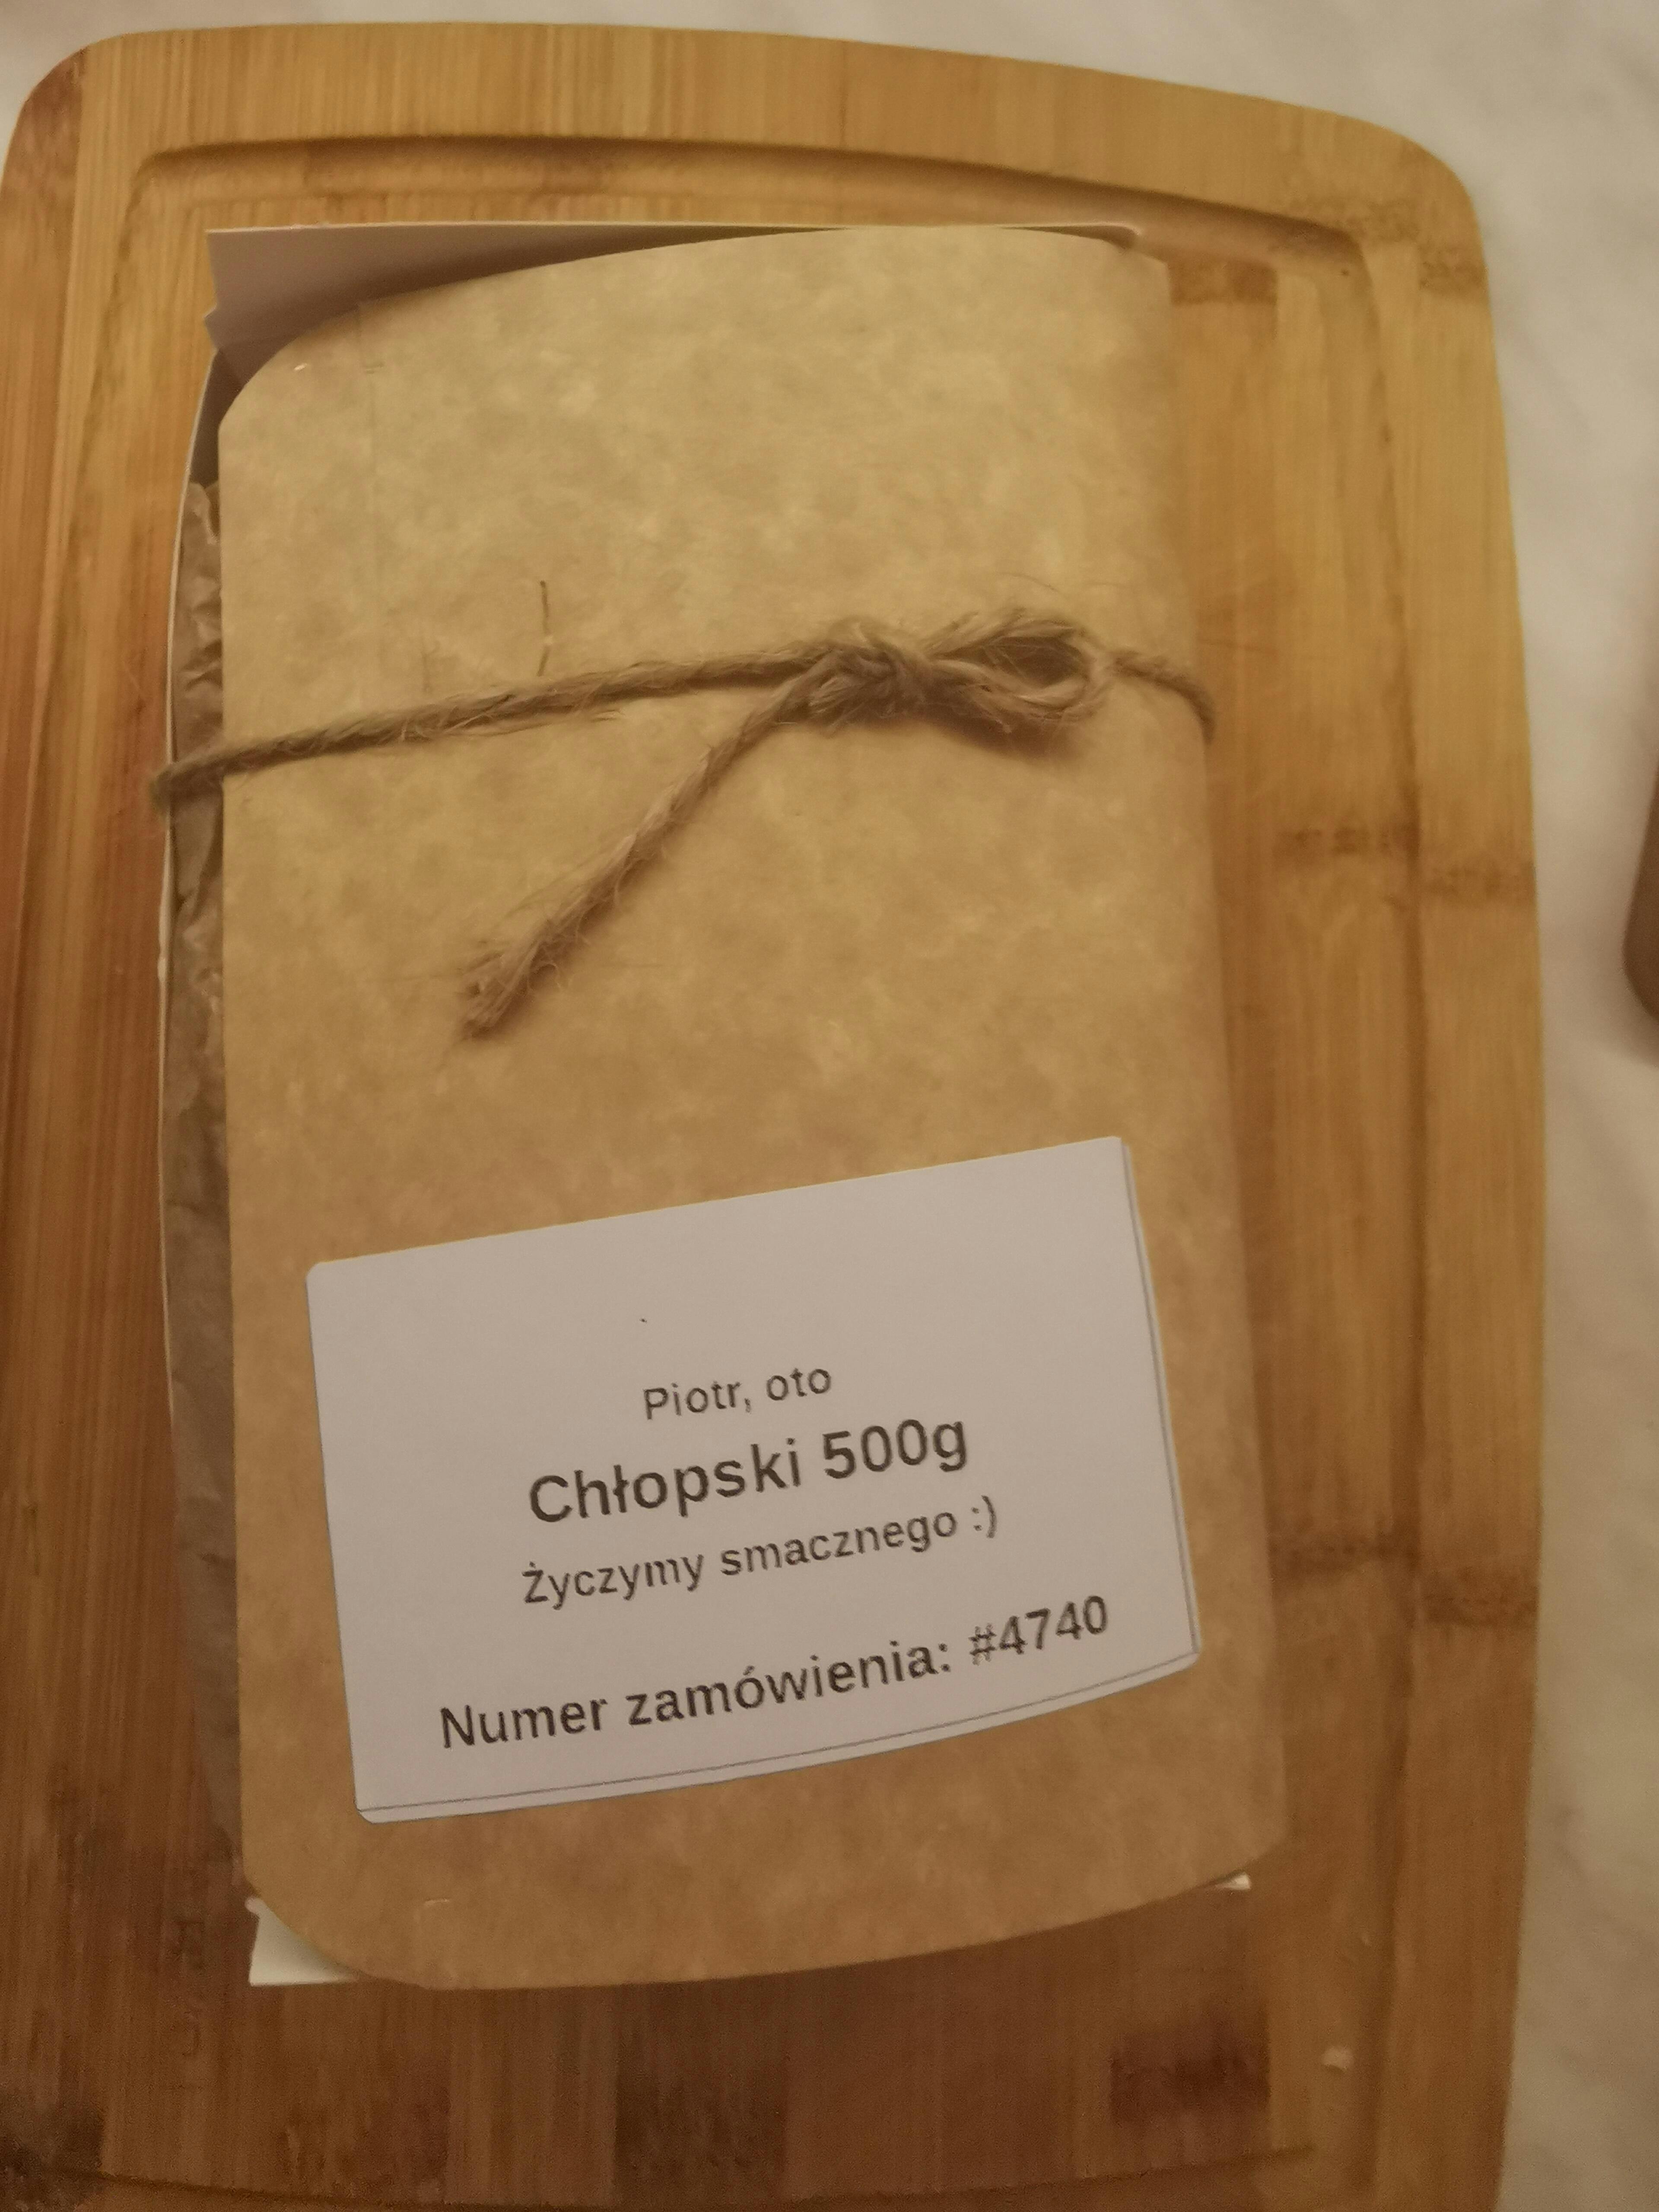 Piotr, oto
Chłopski 500g
Życzymy smacznego :)
Numer zamówienia: #4740